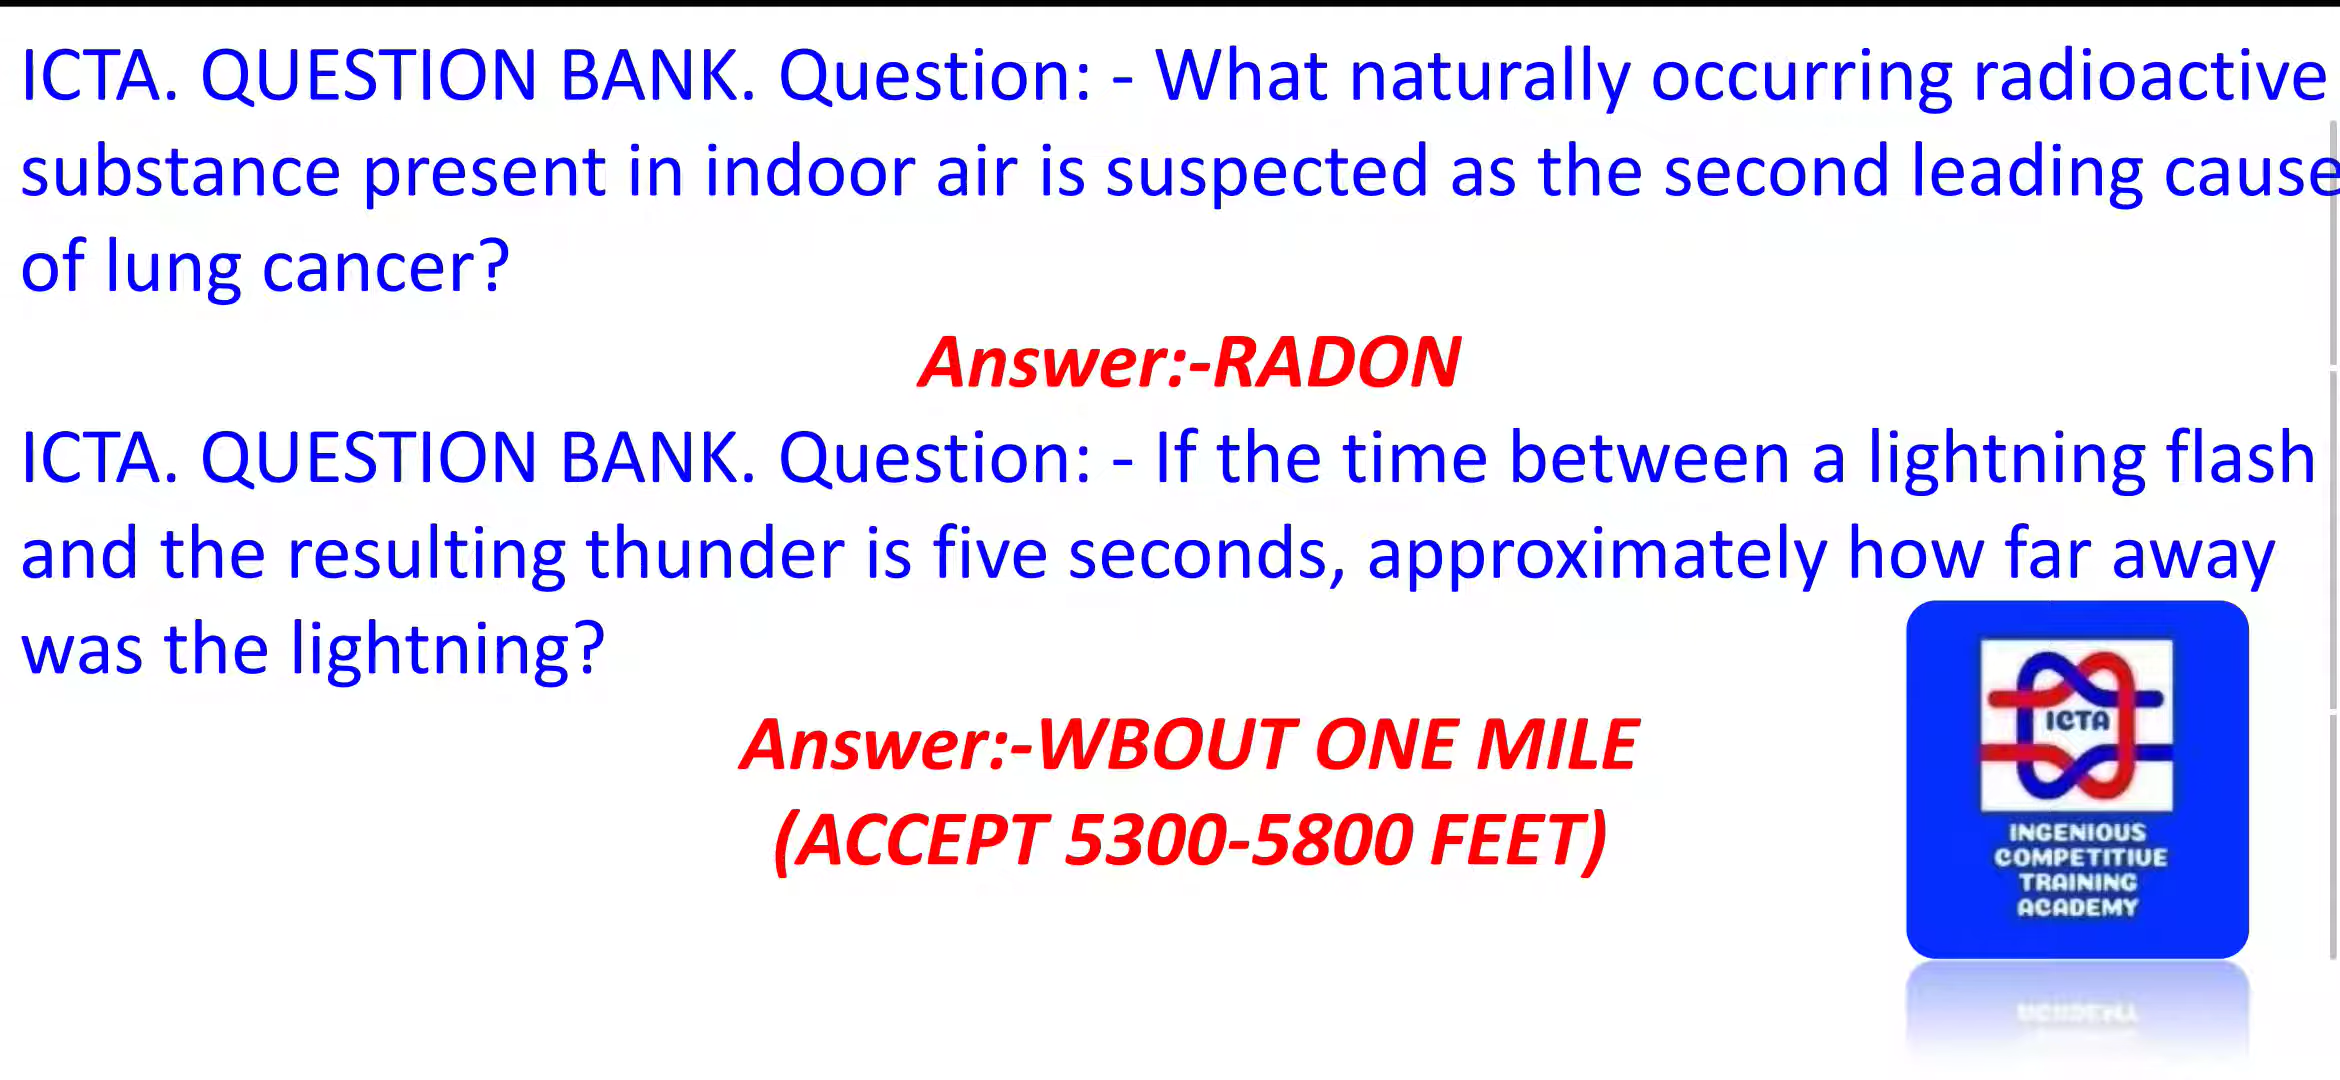 ICTA. QUESTION BANK. Question: - What naturally occurring radioactive
substance present in indoor air is suspected as the second leading cause
of lung cancer?
Answer:-RADON
ICTA. QUESTION BANK. Question: - If the time between a lightning flash
and the resulting thunder is five seconds, approximately how far away
was the lightning?
Answer:-WBOUT ONE MILE
(ACCEPT 5300-5800 FEET)
ICTA
INGENIOUS
COMPETITIVE
TRAINING
ACADEMY